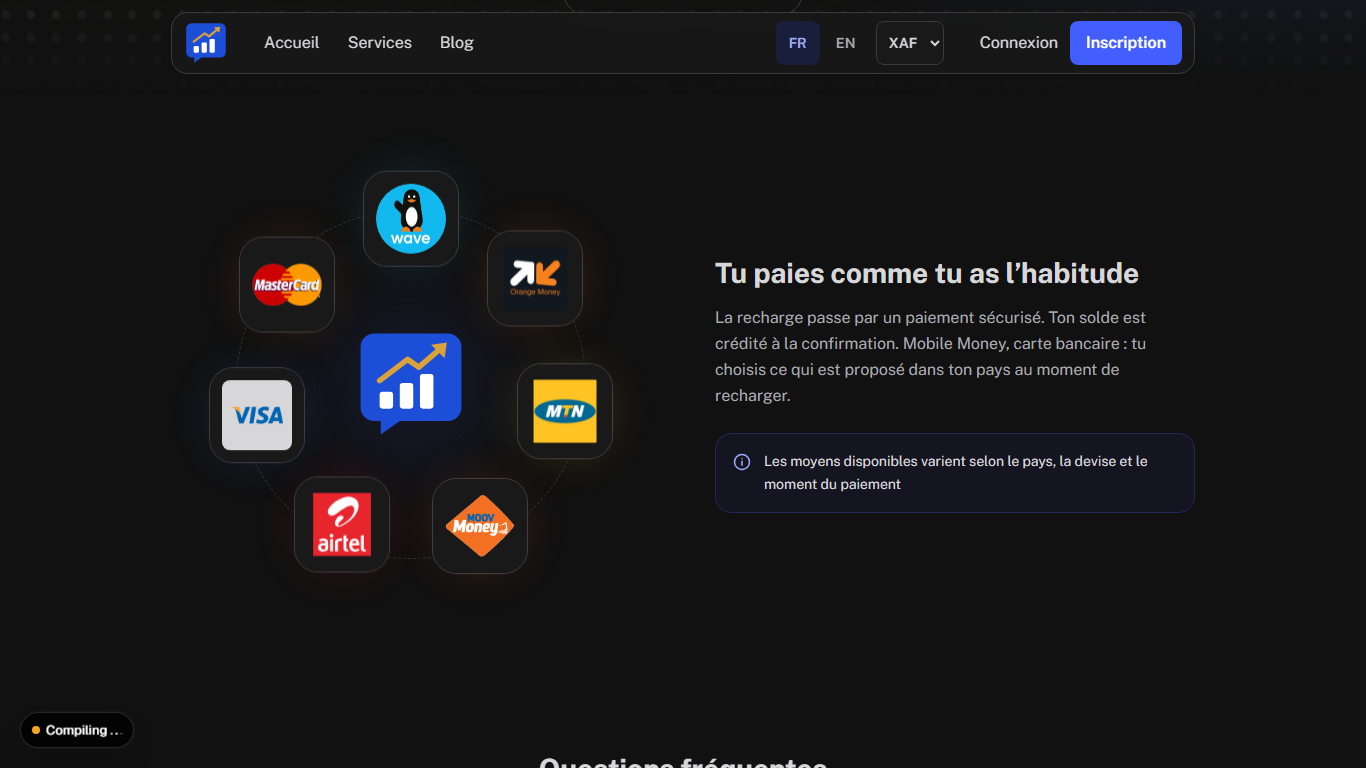 Accueil
Services
Blog
FR
EN
XAF
Connexion
Inscription
wave
MasterCard
Orange Money
VISA
MTN
airtel
MOOV
Money
Tu paies comme tu as l’habitude
La recharge passe par un paiement sécurisé. Ton solde est
crédité à la confirmation. Mobile Money, carte bancaire : tu
choisis ce qui est proposé dans ton pays au moment de
recharger.
Les moyens disponibles varient selon le pays, la devise et le
moment du paiement
Compiling ...
Questions fréquentes